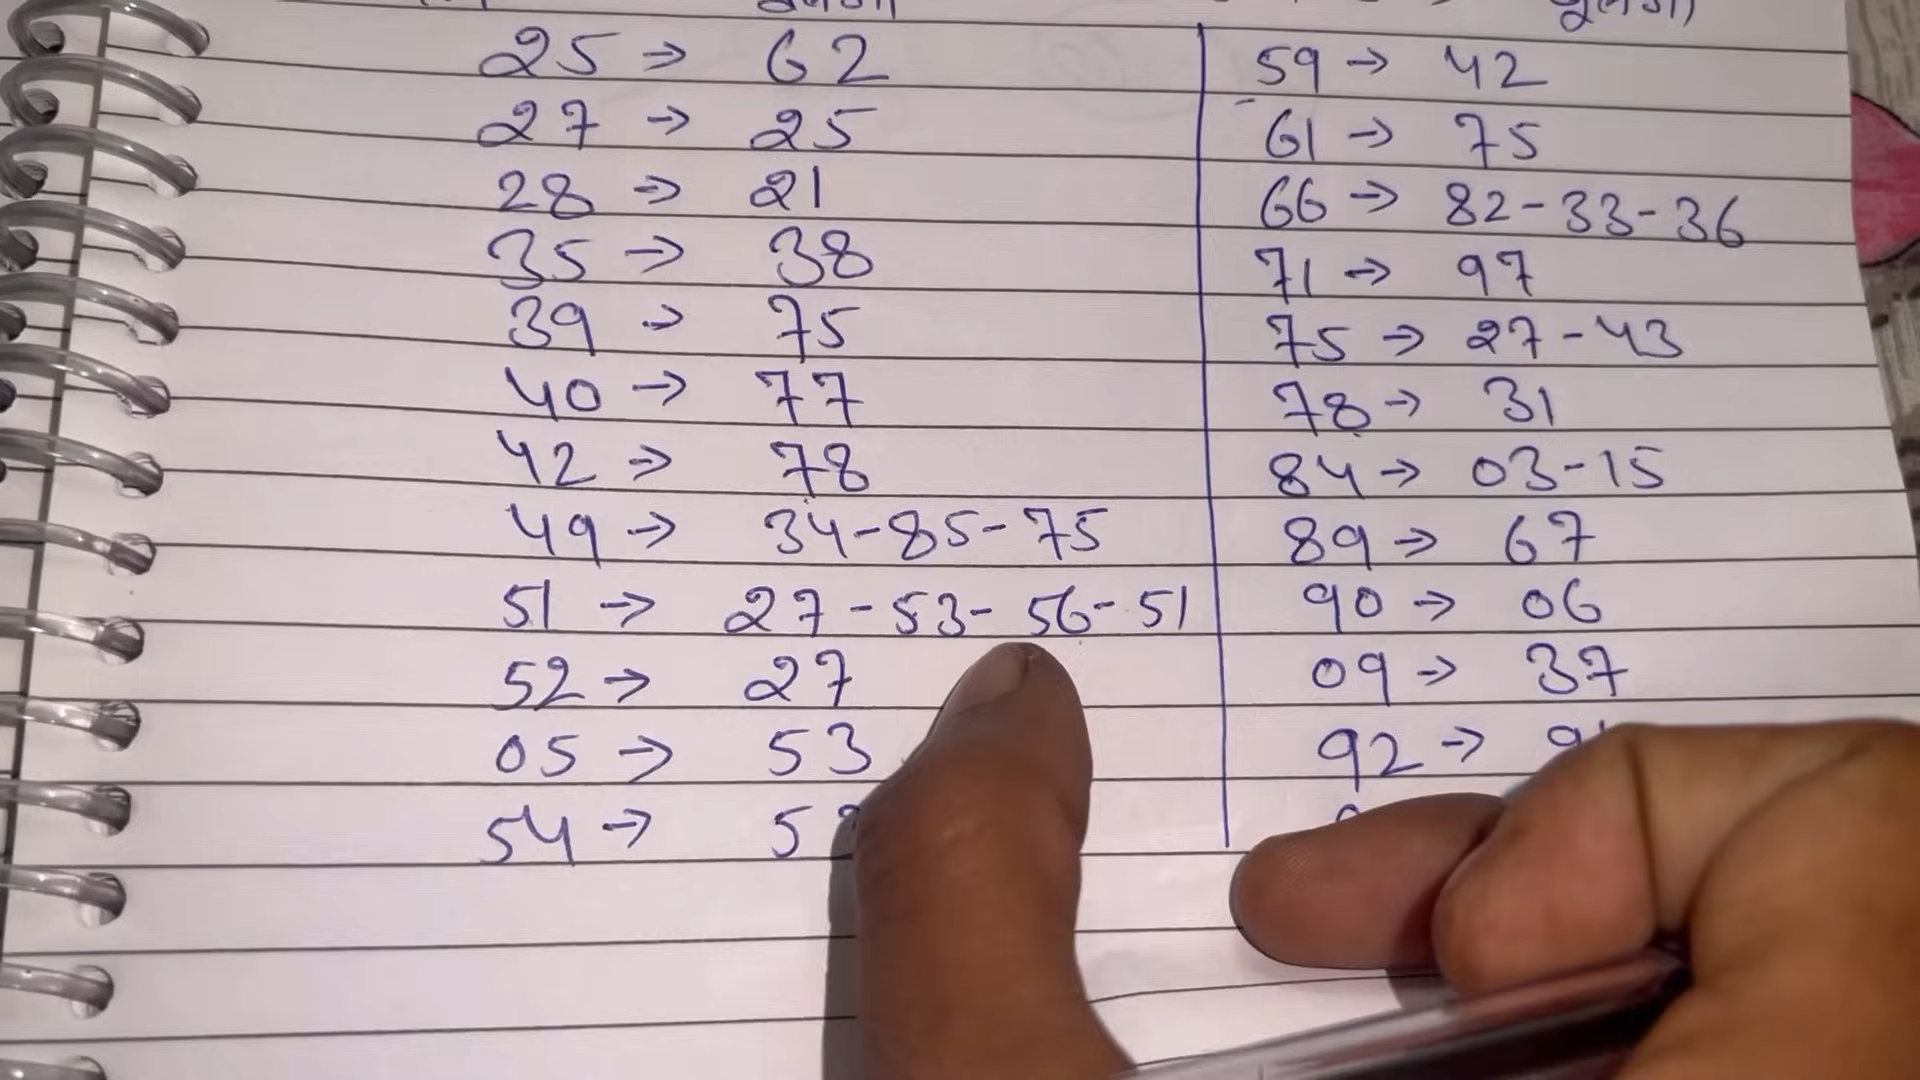 25 → 62
27 → 25
28 → 21
35 → 38
39 → 75
40 → 77
42 → 78
49 → 34-85-75
51 → 27-53-56-51
52 → 27
05 → 53
54 →
59 → 42
61 → 75
66 → 82-33-36
71 → 97
75 → 27-43
78 → 31
84 → 03-15
89 → 67
90 → 06
09 → 37
92 →